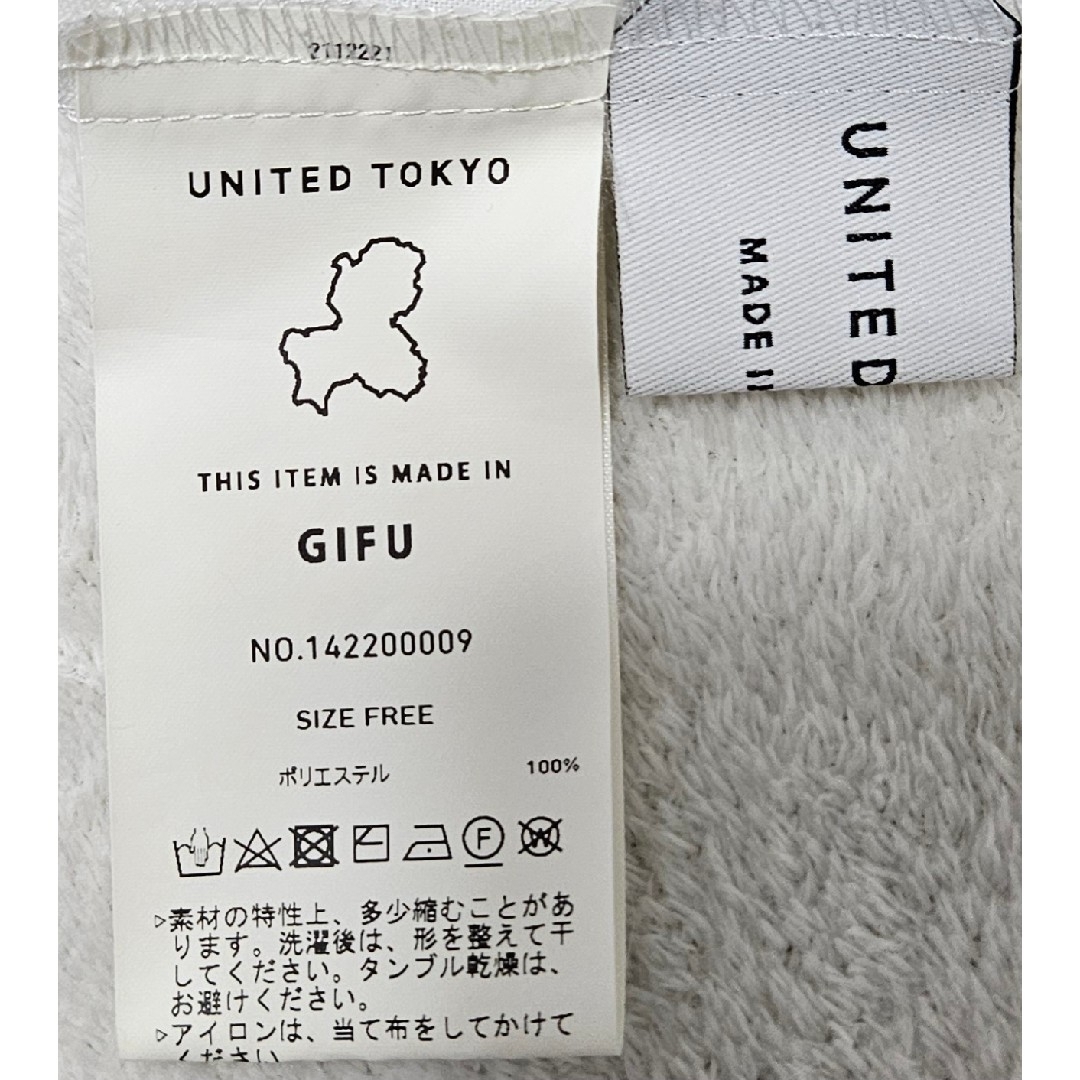 2112221
UNITED TOKYO
THIS ITEM IS MADE IN
GIFU
NO.142200009
SIZE FREE
ポリエステル 100%
F
W
▷素材の特性上、多少縮むことがあ
ります。洗濯後は、形を整えて干
してください。タンブル乾燥は、
お避けください。
▷アイロンは、当て布をしてかけて
ください。
UNITED
MADE I